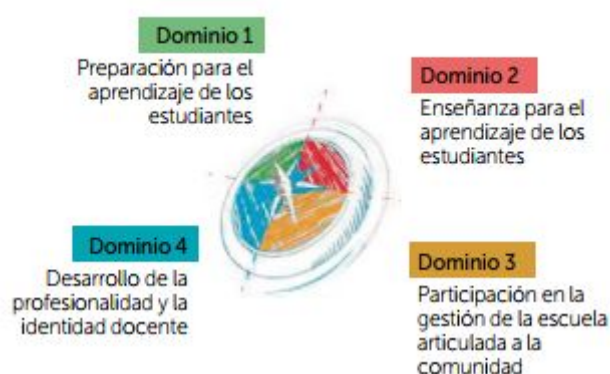 Dominio 1
Preparación para el
aprendizaje de los
estudiantes
Dominio 2
Enseñanza para el
aprendizaje de los
estudiantes
Dominio 4
Desarrollo de la
profesionalidad y la
identidad docente
Dominio 3
Participación en la
gestión de la escuela
articulada a la
comunidad